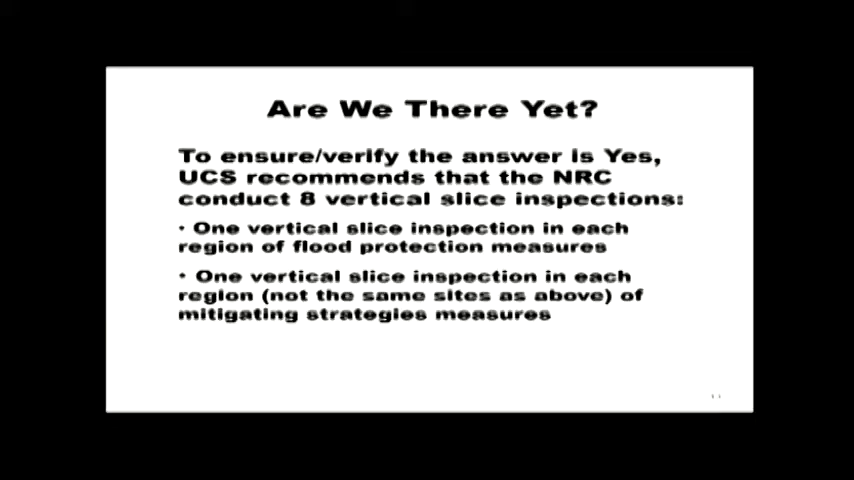 Are We There Yet?
To ensure/verify the answer is Yes,
UCS recommends that the NRC
conduct 8 vertical slice inspections:
• One vertical slice inspection in each
region of flood protection measures
• One vertical slice inspection in each
region (not the same sites as above) of
mitigating strategies measures